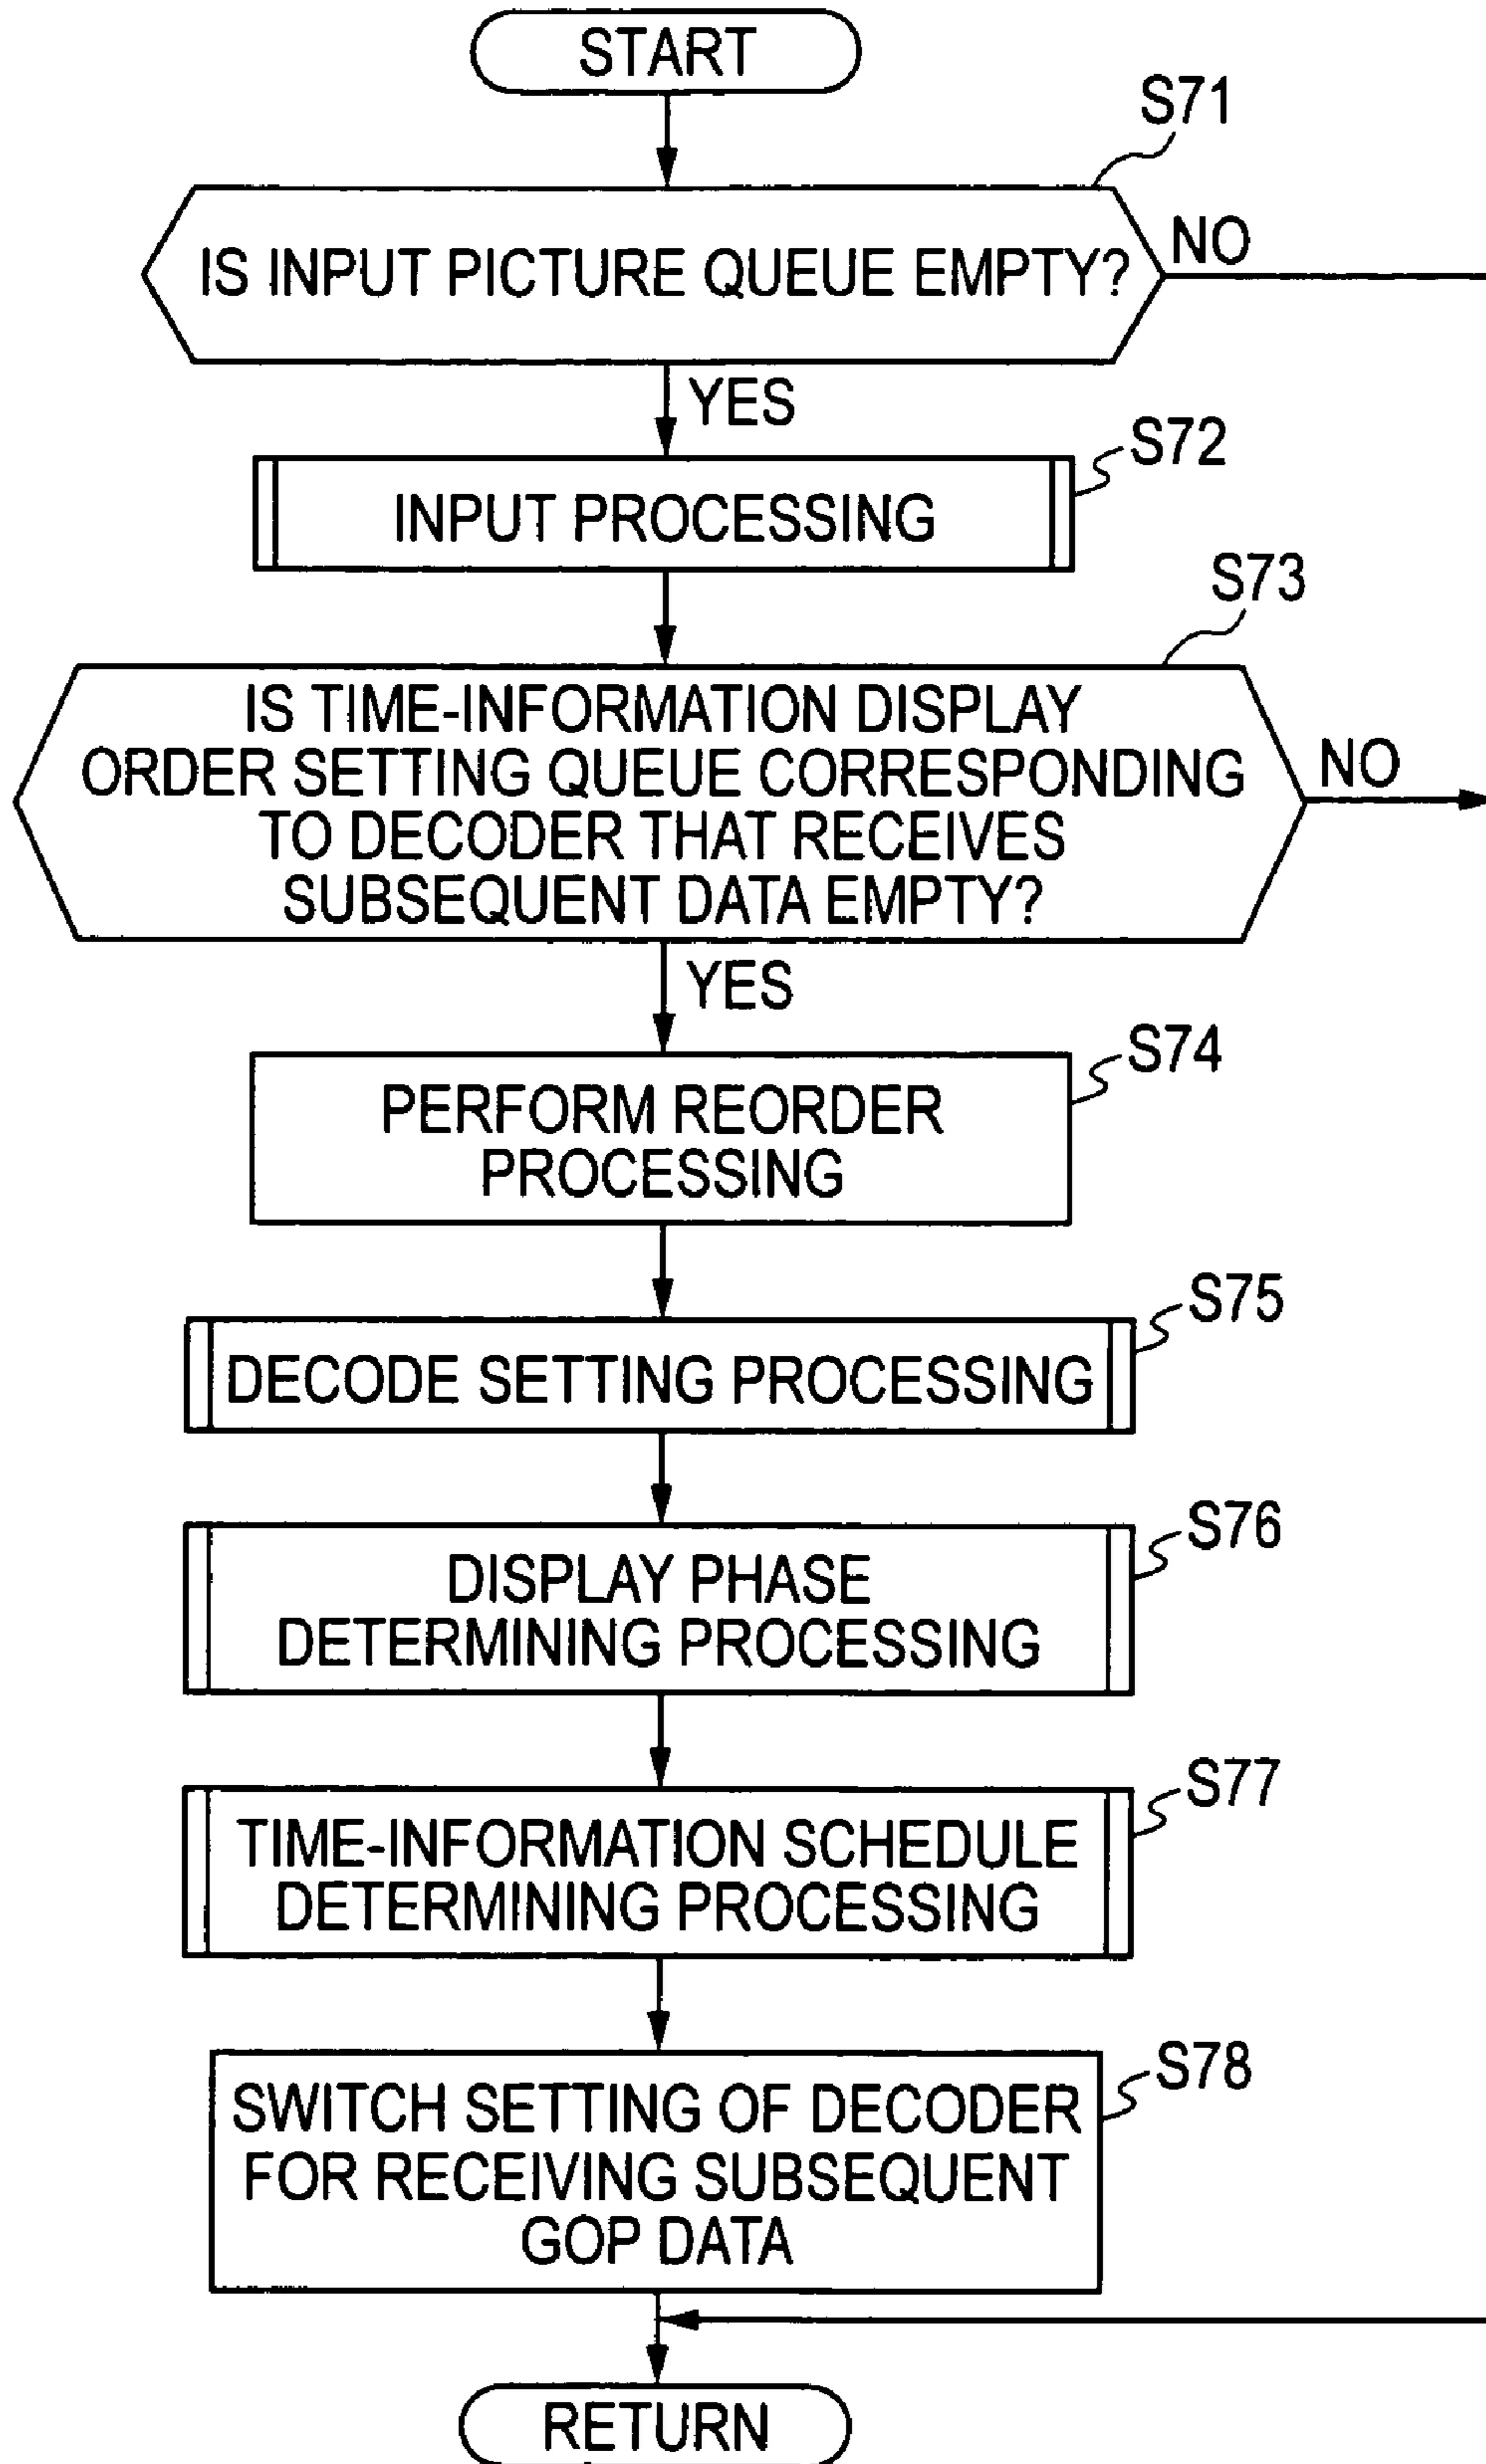 START
S71
IS INPUT PICTURE QUEUE EMPTY?
NO
YES
S72
INPUT PROCESSING
S73
IS TIME-INFORMATION DISPLAY
ORDER SETTING QUEUE CORRESPONDING
TO DECODER THAT RECEIVES
SUBSEQUENT DATA EMPTY?
NO
YES
S74
PERFORM REORDER
PROCESSING
S75
DECODE SETTING PROCESSING
S76
DISPLAY PHASE
DETERMINING PROCESSING
S77
TIME-INFORMATION SCHEDULE
DETERMINING PROCESSING
S78
SWITCH SETTING OF DECODER
FOR RECEIVING SUBSEQUENT
GOP DATA
RETURN